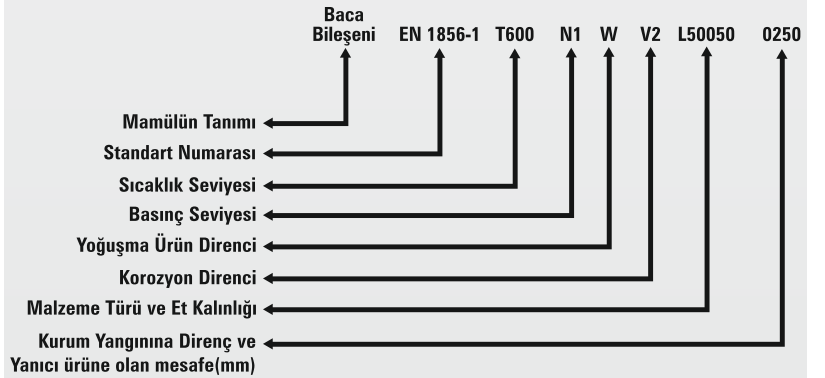 Baca
Bileşeni EN 1856-1 T600 N1 W V2 L50050 0250
Mamülün Tanımı
Standart Numarası
Sıcaklık Seviyesi
Basınç Seviyesi
Yoğuşma Ürün Direnci
Korozyon Direnci
Malzeme Türü ve Et Kalınlığı
Kurum Yangınına Direnç ve
Yanıcı ürüne olan mesafe(mm)